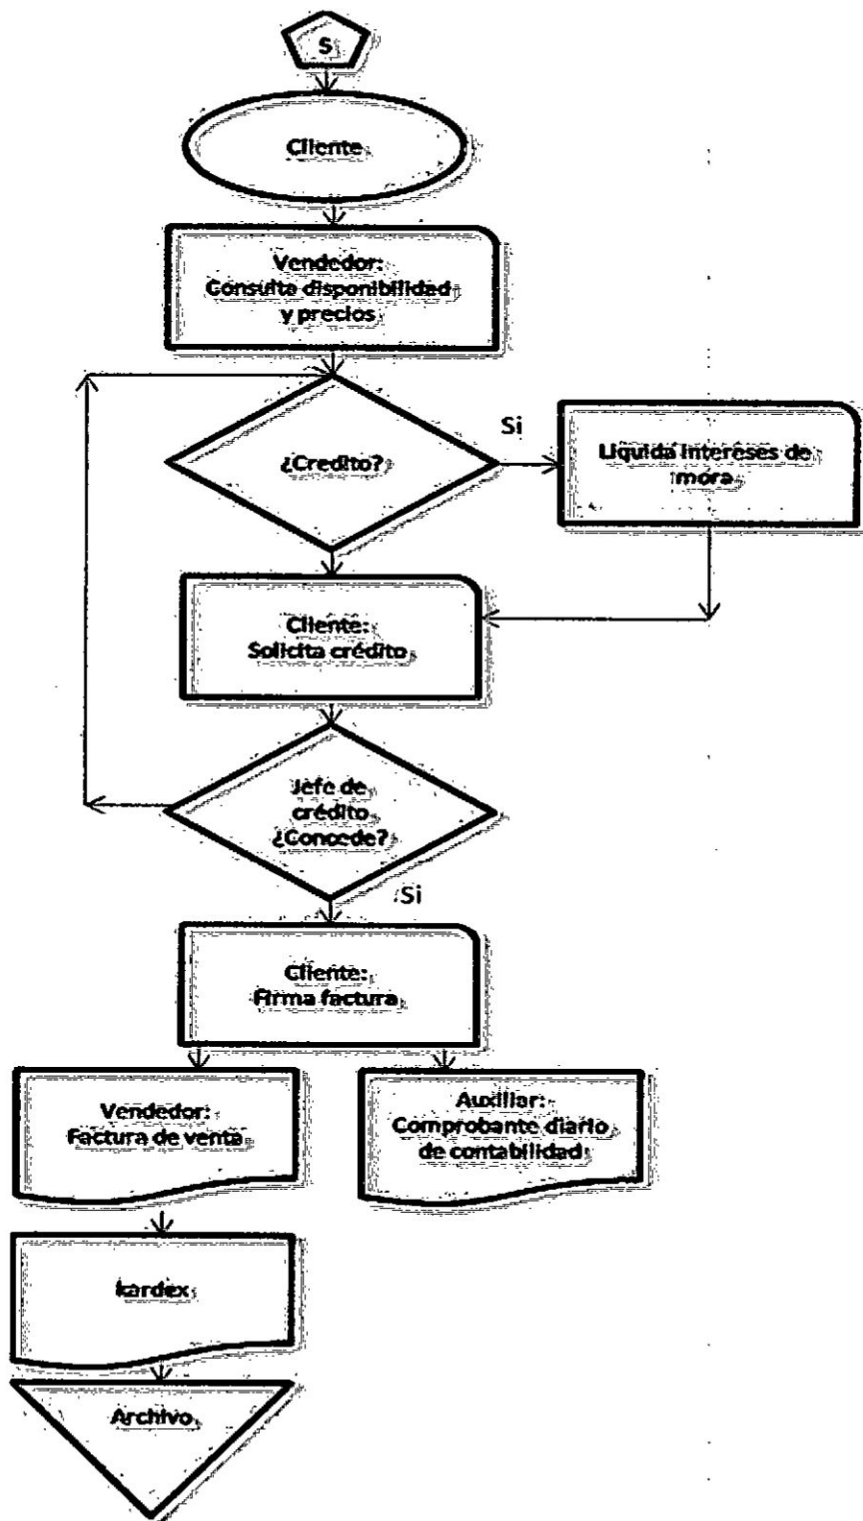 S
Cliente
Vendedor:
Consulta disponibilidad
y precios
¿Credito?
Si
Liquida intereses de
mora
Cliente:
Solicita crédito
Jefe de
crédito
¿Concede?
Si
Cliente:
Firma factura
Vendedor:
Factura de venta
Auxiliar:
Comprobante diario
de contabilidad
kardex
Archivo